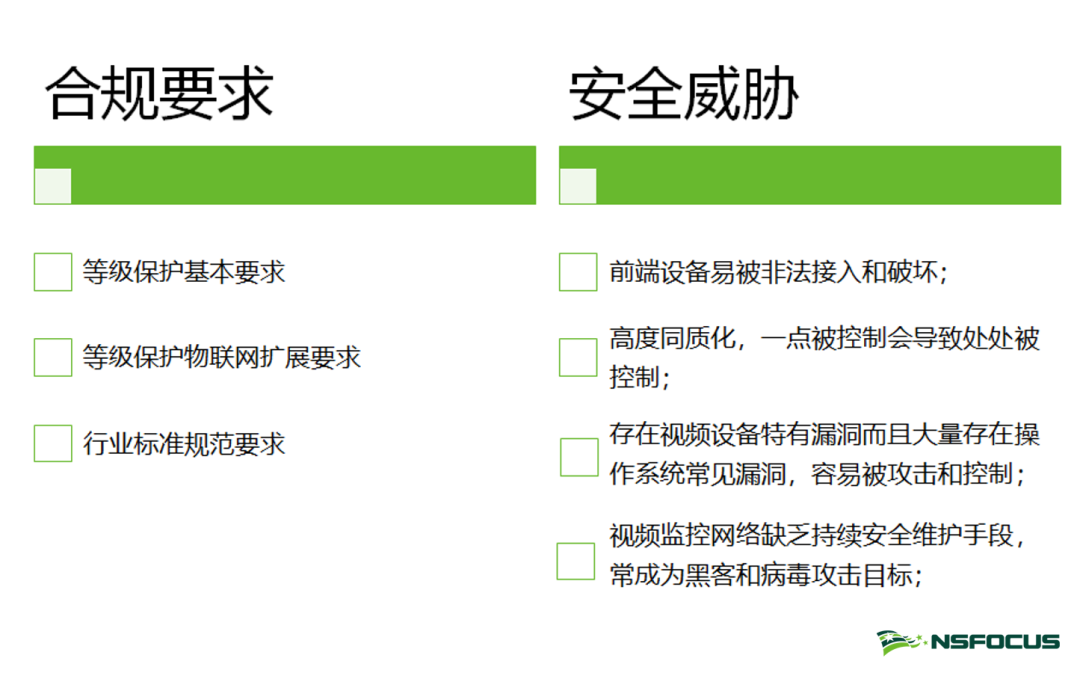 合规要求
等级保护基本要求
等级保护物联网扩展要求
行业标准规范要求
安全威胁
前端设备易被非法接入和破坏；
高度同质化，一点被控制会导致处处被
控制；
存在视频设备特有漏洞而且大量存在操
作系统常见漏洞，容易被攻击和控制；
视频监控网络缺乏持续安全维护手段，
常成为黑客和病毒攻击目标；
NSFOCUS